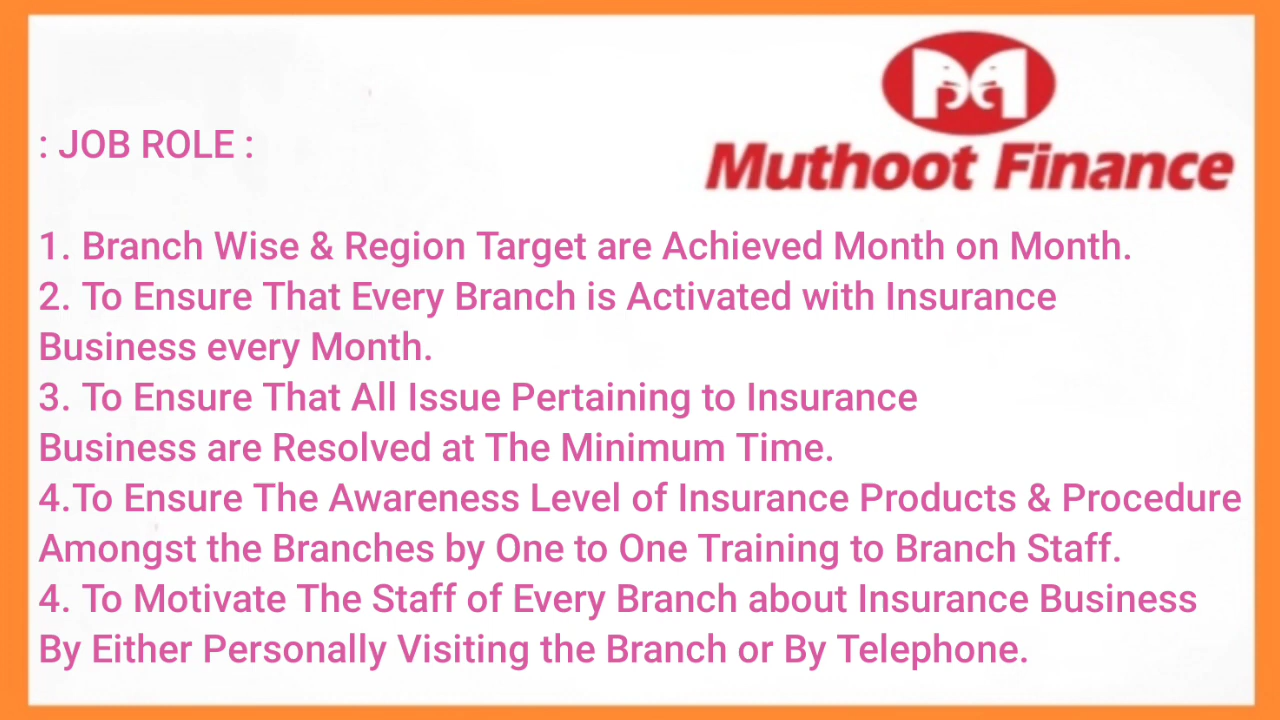 Muthoot Finance
: JOB ROLE :
1. Branch Wise & Region Target are Achieved Month on Month.
2. To Ensure That Every Branch is Activated with Insurance
Business every Month.
3. To Ensure That All Issue Pertaining to Insurance
Business are Resolved at The Minimum Time.
4.To Ensure The Awareness Level of Insurance Products & Procedure
Amongst the Branches by One to One Training to Branch Staff.
4. To Motivate The Staff of Every Branch about Insurance Business
By Either Personally Visiting the Branch or By Telephone.